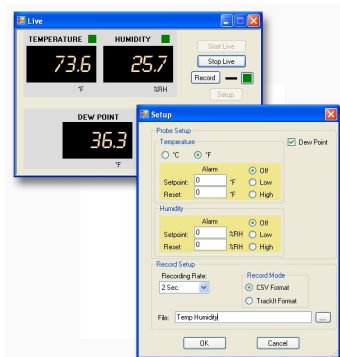 Live
TEMPERATURE HUMIDITY
73.6 25.7
°F %RH
DEW POINT
36.3
°F
Start Live
Stop Live
Record
Setup
Setup
Probe Setup
Temperature
°C °F
Alarm
Setpoint: 0 °F
Reset: 0 °F
Off
Low
High
Dew Point
Humidity
Alarm
Setpoint: 0 %RH
Reset: 0 %RH
Off
Low
High
Record Setup
Recording Rate:
2 Sec.
Record Mode
CSV Format
TrackIt Format
File: Temp Humidity
...
OK Cancel